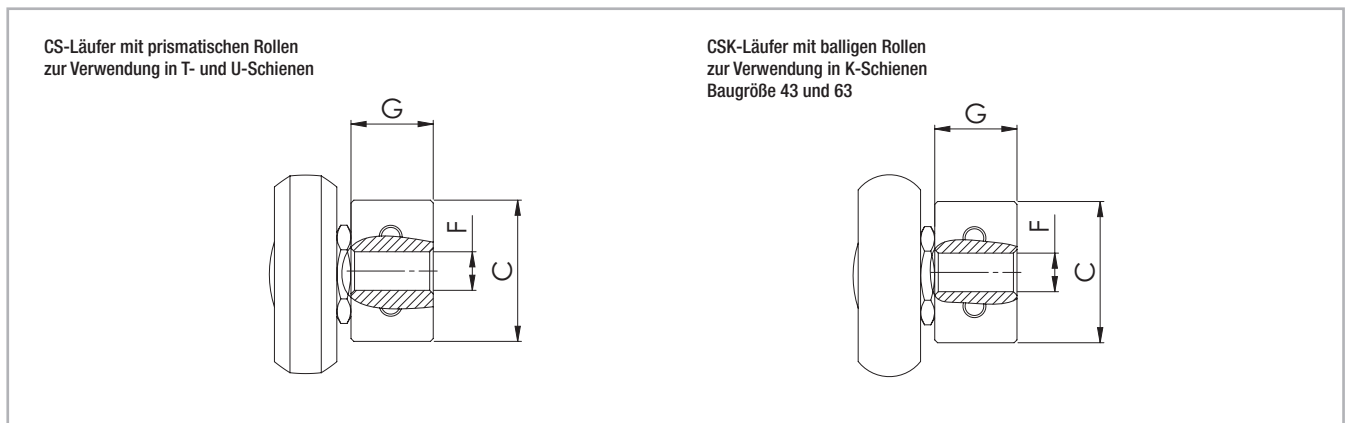 CS-Läufer mit prismatischen Rollen
zur Verwendung in T- und U-Schienen
G
F
C
CSK-Läufer mit balligen Rollen
zur Verwendung in K-Schienen
Baugröße 43 und 63
G
F
C